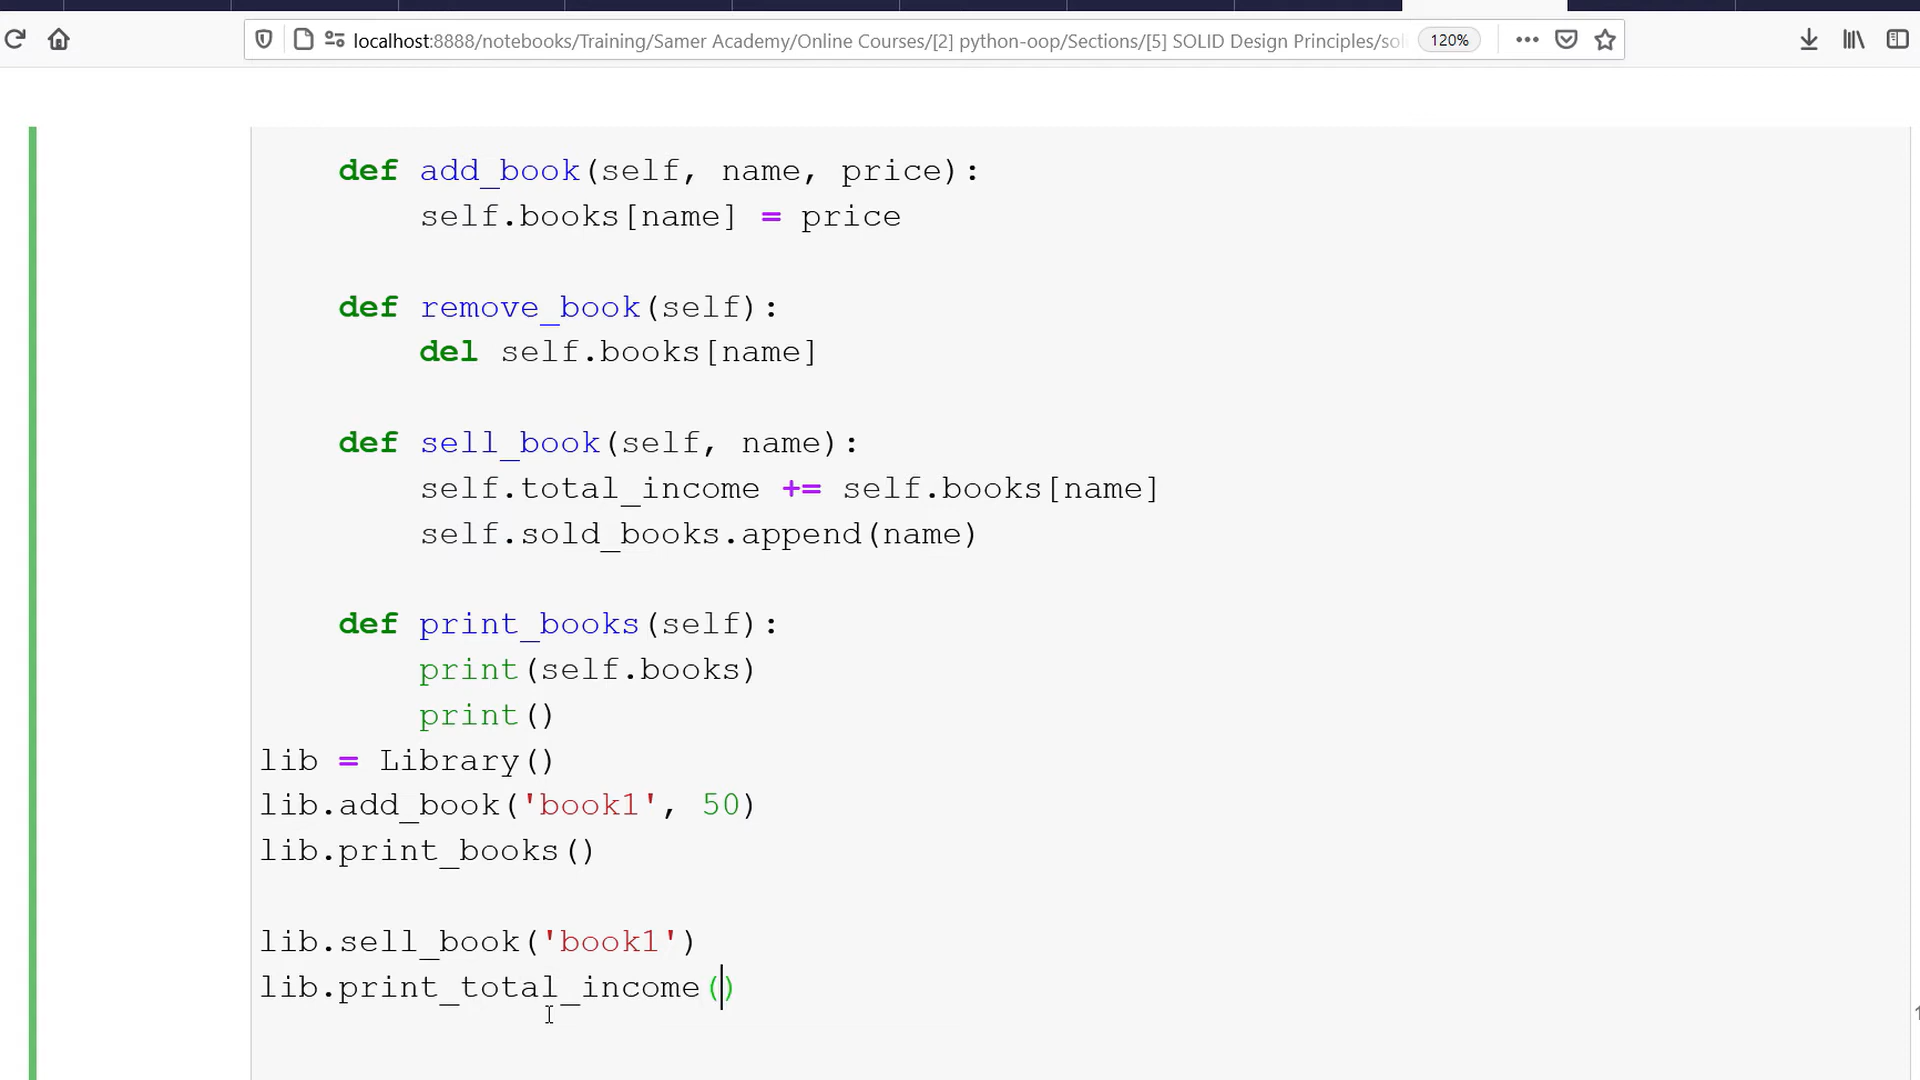 localhost:8888/notebooks/Training/Samer Academy/Online Courses/[2] python-oop/Sections/[5] SOLID Design Principles/sol
120%
def add_book(self, name, price):
self.books[name] = price
def remove_book(self):
del self.books[name]
def sell_book(self, name):
self.total_income += self.books[name]
self.sold_books.append(name)
def print_books(self):
print(self.books)
print()
lib = Library()
lib.add_book('book1', 50)
lib.print_books()
lib.sell_book('book1')
lib.print_total_income()